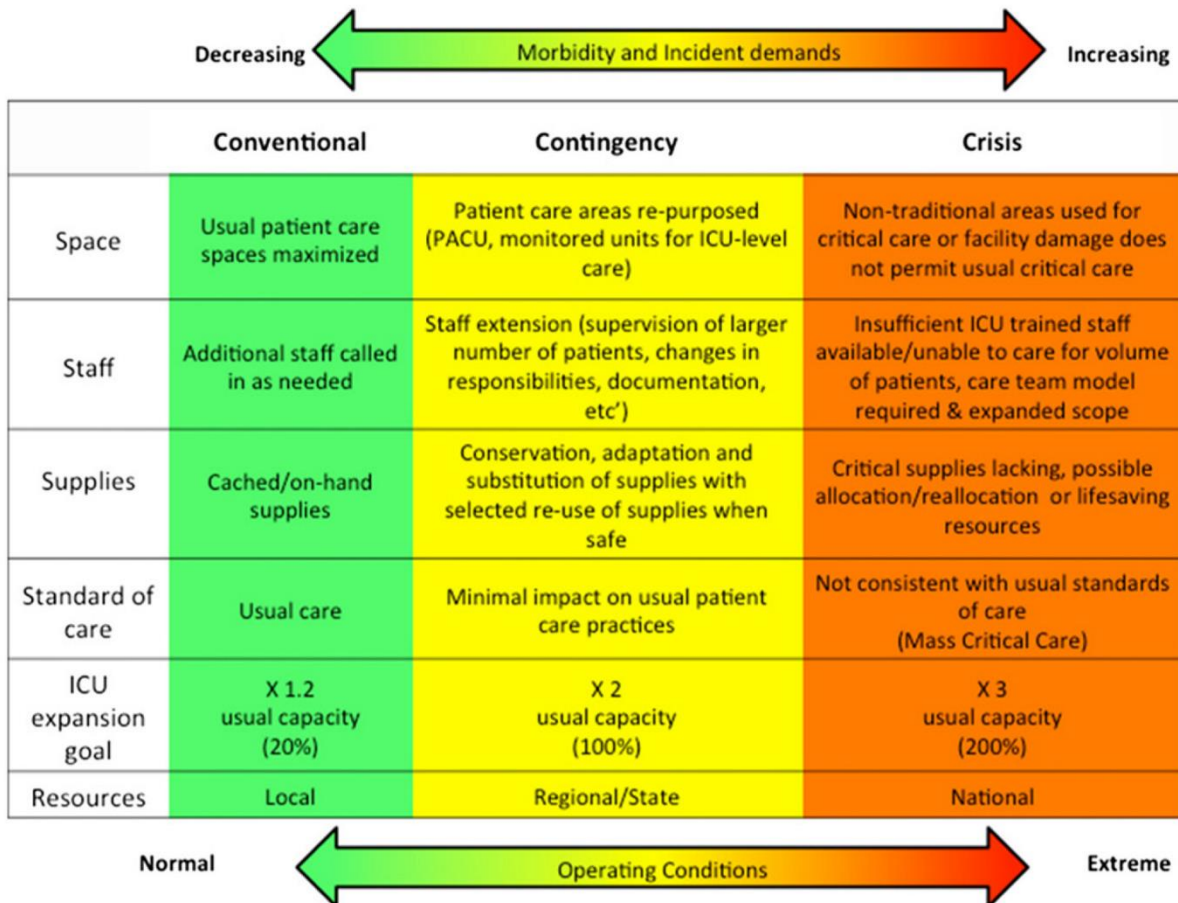 Decreasing
Morbidity and Incident demands
Increasing
Conventional
Contingency
Crisis
Space
Usual patient care
spaces maximized
Patient care areas re-purposed
(PACU, monitored units for ICU-level
care)
Non-traditional areas used for
critical care or facility damage does
not permit usual critical care
Staff
Additional staff called
in as needed
Staff extension (supervision of larger
number of patients, changes in
responsibilities, documentation,
etc’)
Insufficient ICU trained staff
available/unable to care for volume
of patients, care team model
required & expanded scope
Supplies
Cached/on-hand
supplies
Conservation, adaptation and
substitution of supplies with
selected re-use of supplies when
safe
Critical supplies lacking, possible
allocation/reallocation or lifesaving
resources
Standard of
care
Usual care
Minimal impact on usual patient
care practices
Not consistent with usual standards
of care
(Mass Critical Care)
ICU
expansion
goal
X 1.2
usual capacity
(20%)
X 2
usual capacity
(100%)
X 3
usual capacity
(200%)
Resources
Local
Regional/State
National
Normal
Operating Conditions
Extreme